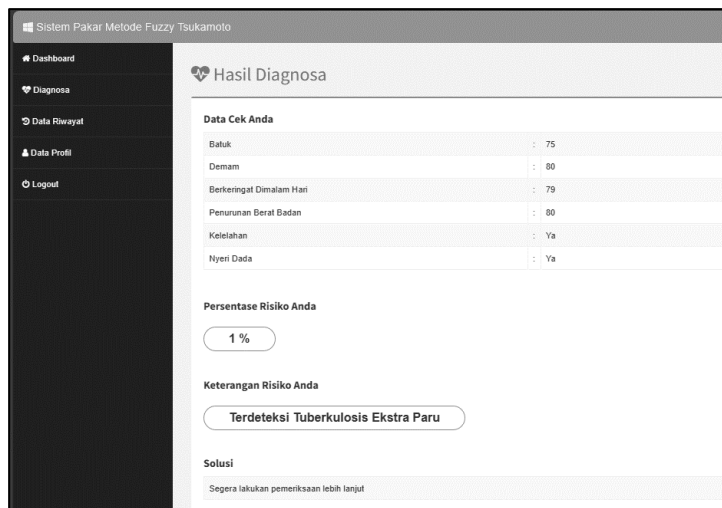 Sistem Pakar Metode Fuzzy Tsukamoto
Dashboard
Diagnosa
Data Riwayat
Data Profil
Logout
Hasil Diagnosa
Data Cek Anda
Batuk : 75
Demam : 80
Berkeringat Dimalam Hari : 79
Penurunan Berat Badan : 80
Kelelahan : Ya
Nyeri Dada : Ya
Persentase Risiko Anda
1 %
Keterangan Risiko Anda
Terdeteksi Tuberkulosis Ekstra Paru
Solusi
Segera lakukan pemeriksaan lebih lanjut